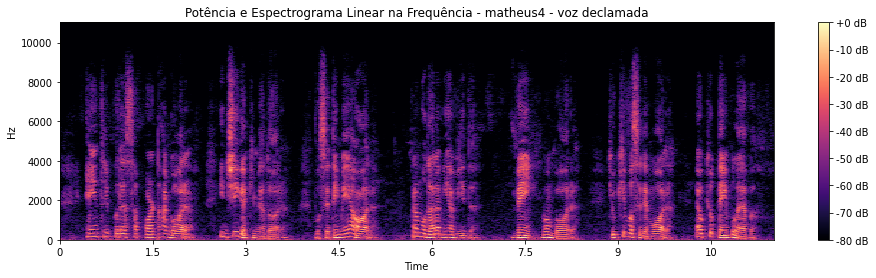 Potência e Espectrograma Linear na Frequência - matheus4 - voz declamada
+0 dB
10000
-10 dB
8000
-20 dB
-30 dB
6000
Hz
-40 dB
4000
-50 dB
-60 dB
2000
-70 dB
0
-80 dB
0 1.5 3 4.5 6 7.5 9 10
Time